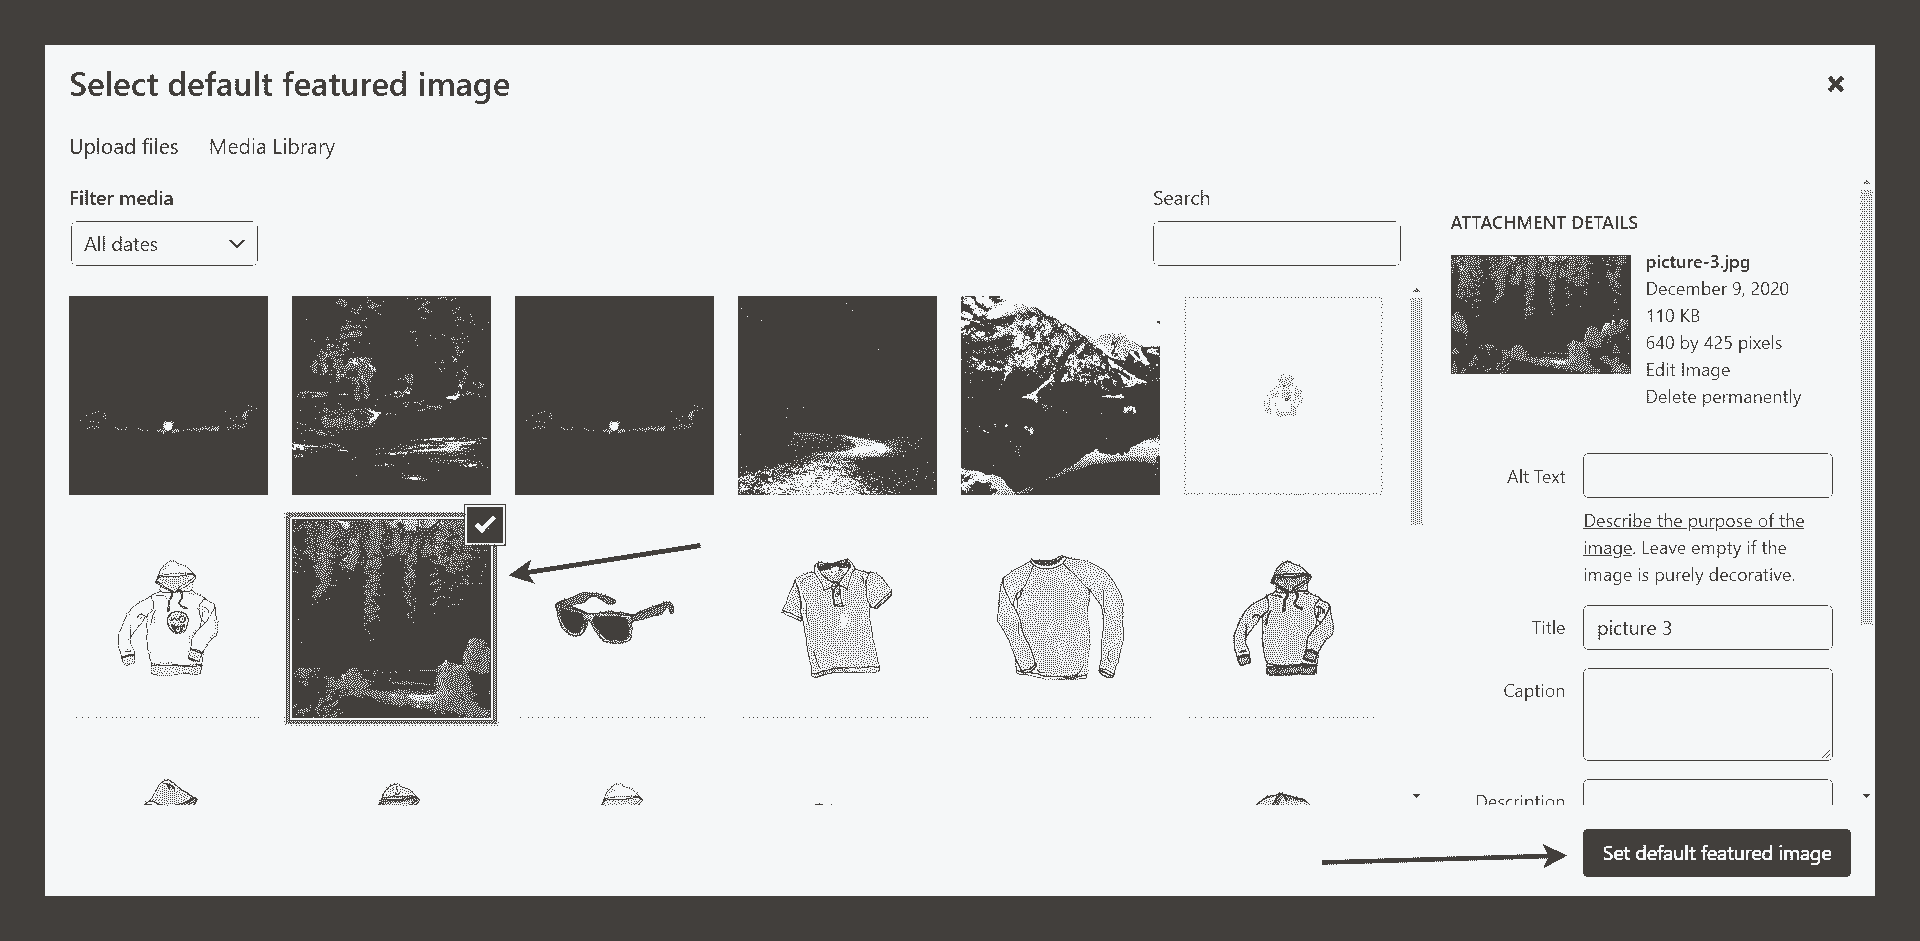 Select default featured image
Upload files
Media Library
Filter media
All dates
Search
ATTACHMENT DETAILS
picture-3.jpg
December 9, 2020
110 KB
640 by 425 pixels
Edit Image
Delete permanently
Alt Text
Describe the purpose of the
image. Leave empty if the
image is purely decorative.
Title
picture 3
Caption
Description
Set default featured image